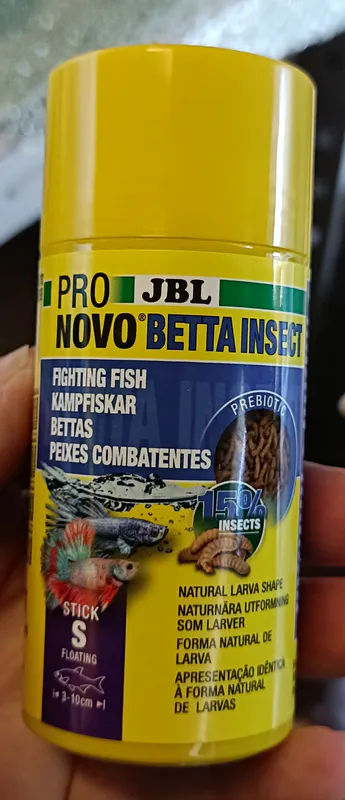 PRO JBL
NOVO® BETTA INSECT
FIGHTING FISH
KAMPFISKAR
BETTAS
PEIXES COMBATENTES
PREBIOTIC
15%
INSECTS
NATURAL LARVA SHAPE
NATURNÄRA UTFORMNING
SOM LARVER
FORMA NATURAL DE
LARVA
APRESENTAÇÃO IDÊNTICA
À FORMA NATURAL
DE LARVAS
STICK
S
FLOATING
3-10cm